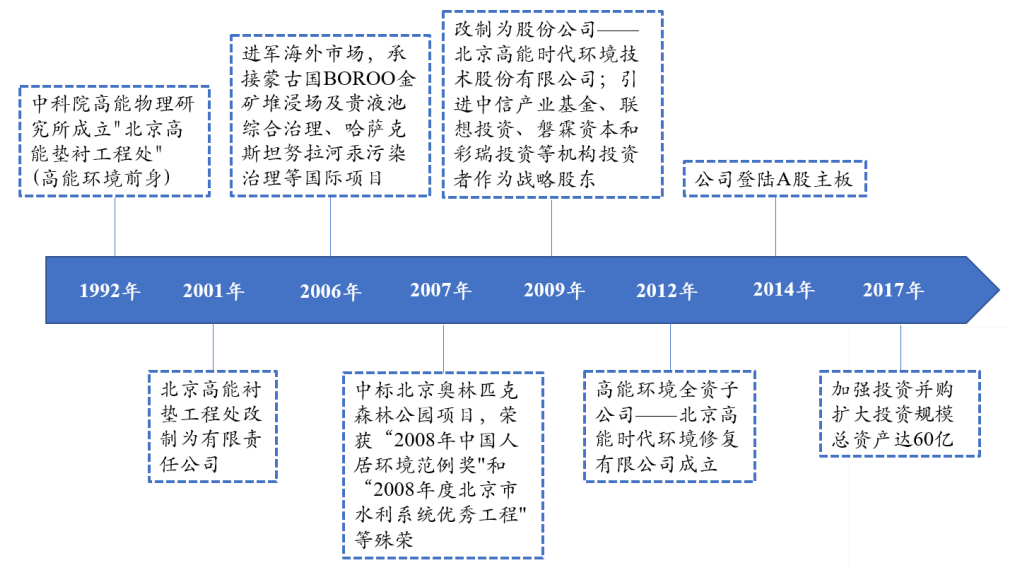 中科院高能物理研
究所成立"北京高
能垫衬工程处"
(高能环境前身)
进军海外市场，承
接蒙古国BOROO金
矿堆浸场及贵液池
综合治理、哈萨克
斯坦努拉河汞污染
治理等国际项目
改制为股份公司——
北京高能时代环境技
术股份有限公司；引
进中信产业基金、联
想投资、磐霖资本和
彩瑞投资等机构投资
者作为战略股东
公司登陆A股主板
1992年
2001年
2006年
2007年
2009年
2012年
2014年
2017年
北京高能衬
垫工程处改
制为有限责
任公司
中标北京奥林匹克
森林公园项目，荣
获“2008年中国人
居环境范例奖"和
“2008年度北京市
水利系统优秀工程"
等殊荣
高能环境全资子
公司——北京高
能时代环境修复
有限公司成立
加强投资并购
扩大投资规模
总资产达60亿